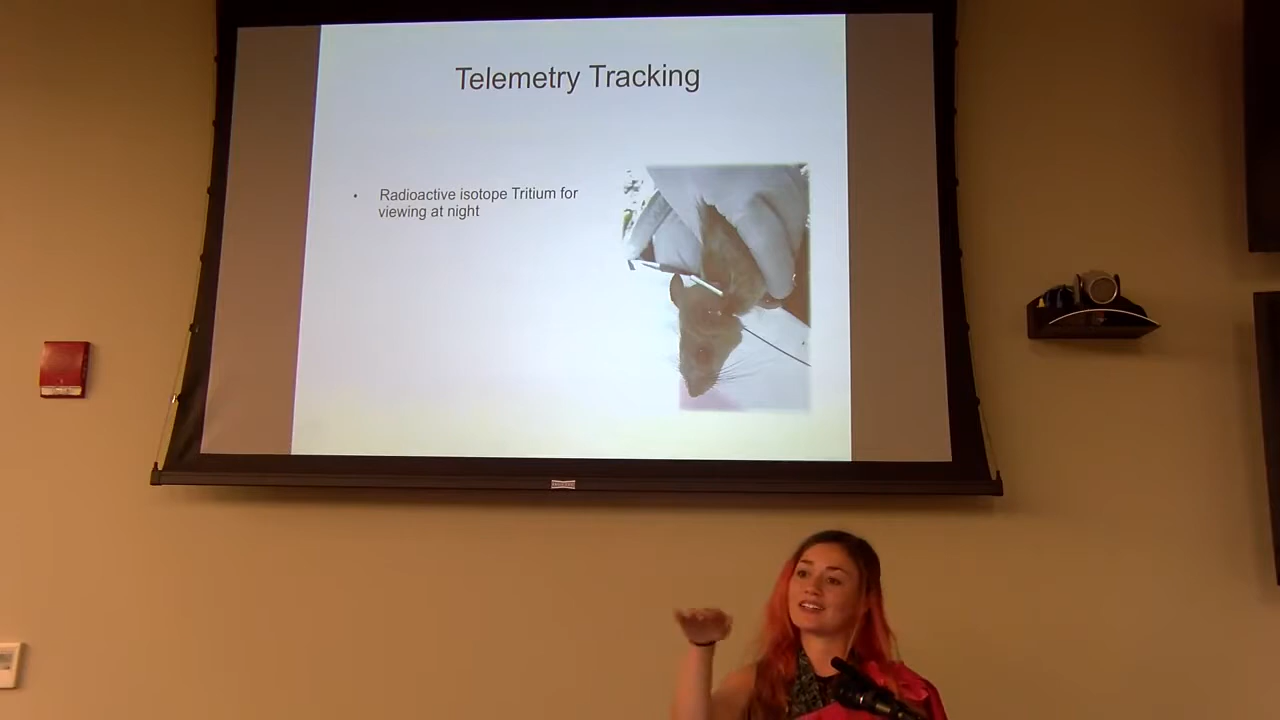 Telemetry Tracking
• Radioactive isotope Tritium for
viewing at night